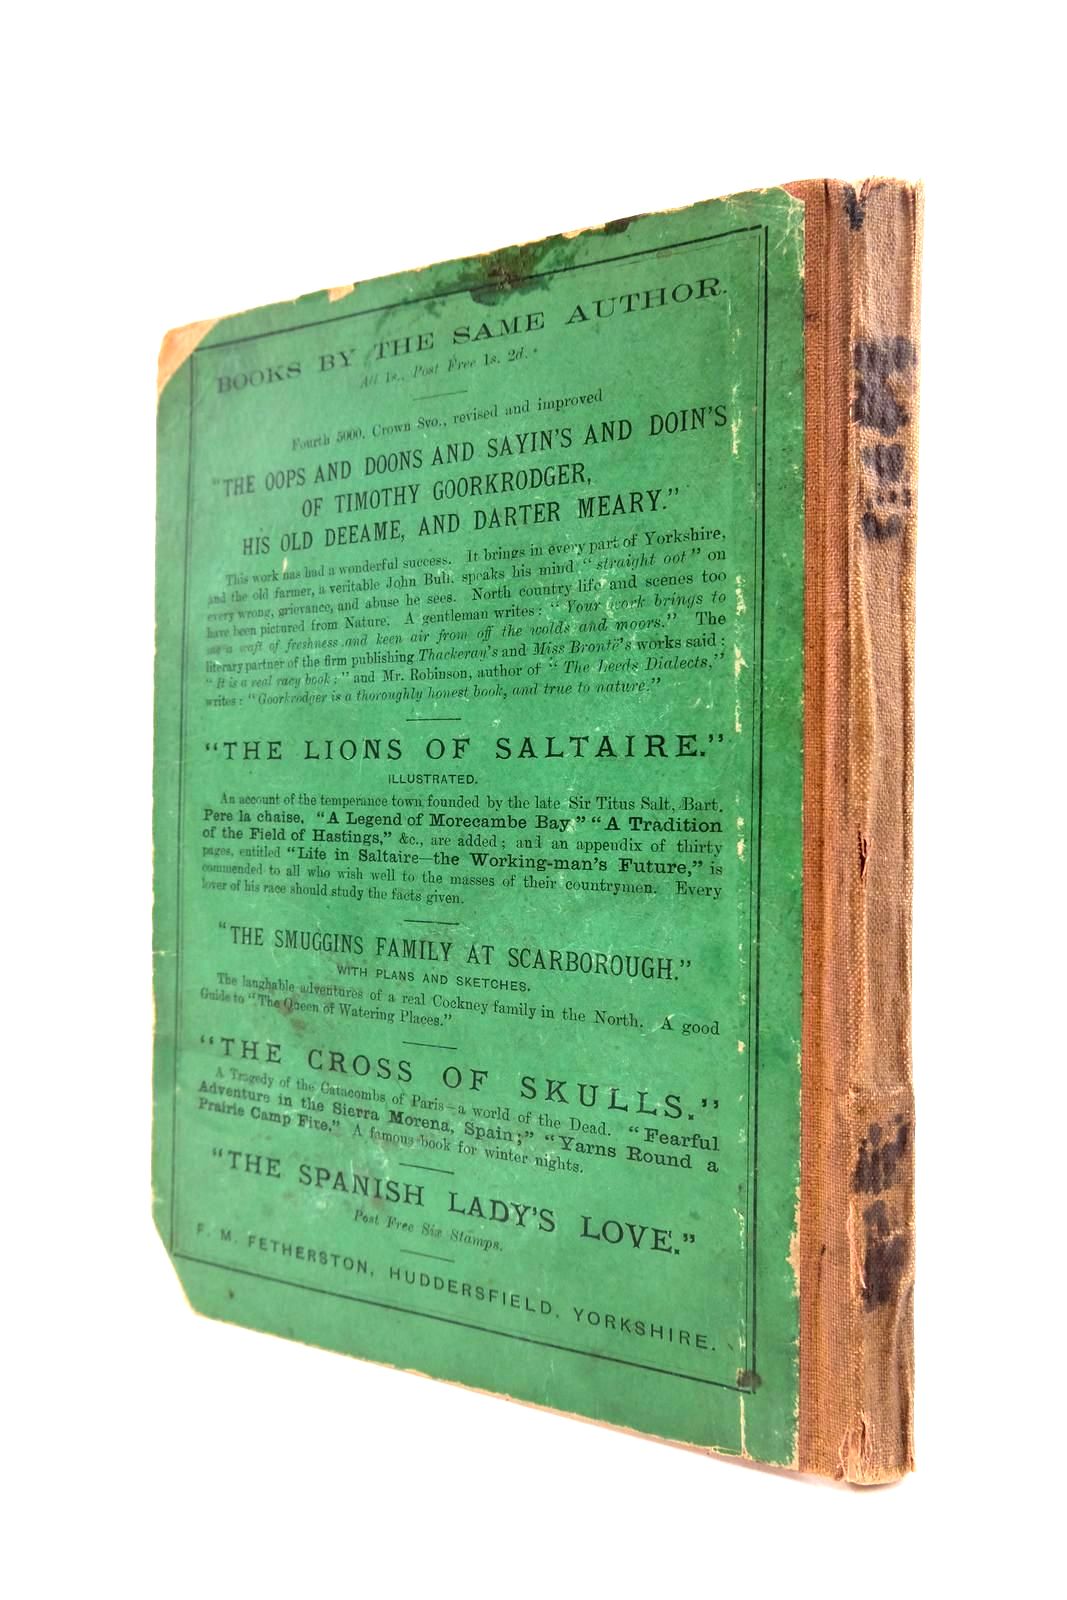 BOOKS BY THE SAME AUTHOR.
All 1s., Post Free 1s. 2d.
Fourth 5000, Crown 8vo., revised and improved
"THE OOPS AND DOONS AND SAYIN'S AND DOIN'S
OF TIMOTHY GOORKRODGER,
HIS OLD DEEAME, AND DARTER MEARY."
This work has had a wonderful success. It brings in every part of Yorkshire,
and the old farmer, a veritable John Bull, speaks his mind "straight oot" on
every wrong, grievance, and abuse he sees. North country life and scenes too
have been pictured from Nature. A gentleman writes: "Your work brings to
me a waft of freshness and keen air from off the wolds and moors." The
literary partner of the firm publishing Thackeray's and Miss Brontë's works said:
"It is a real racy book;" and Mr. Robinson, author of "The Leeds Dialects,"
writes: "Goorkrodger is a thoroughly honest book, and true to nature."
"THE LIONS OF SALTAIRE."
ILLUSTRATED.
An account of the temperance town founded by the late Sir Titus Salt, Bart.
Pere la chaise, "A Legend of Morecambe Bay," "A Tradition
of the Field of Hastings," &c., are added; and an appendix of thirty
pages, entitled "Life in Saltaire—the Working-man's Future," is
commended to all who wish well to the masses of their countrymen. Every
lover of his race should study the facts given.
"THE SMUGGINS FAMILY AT SCARBOROUGH."
WITH PLANS AND SKETCHES.
The laughable adventures of a real Cockney family in the North. A good
Guide to "The Queen of Watering Places."
"THE CROSS OF SKULLS."
A Tragedy of the Catacombs of Paris—a world of the Dead. "Fearful
Adventure in the Sierra Morena, Spain;" "Yarns Round a
Prairie Camp Fire." A famous book for winter nights.
"THE SPANISH LADY'S LOVE."
Post Free Six Stamps.
F. M. FETHERSTON, HUDDERSFIELD, YORKSHIRE.